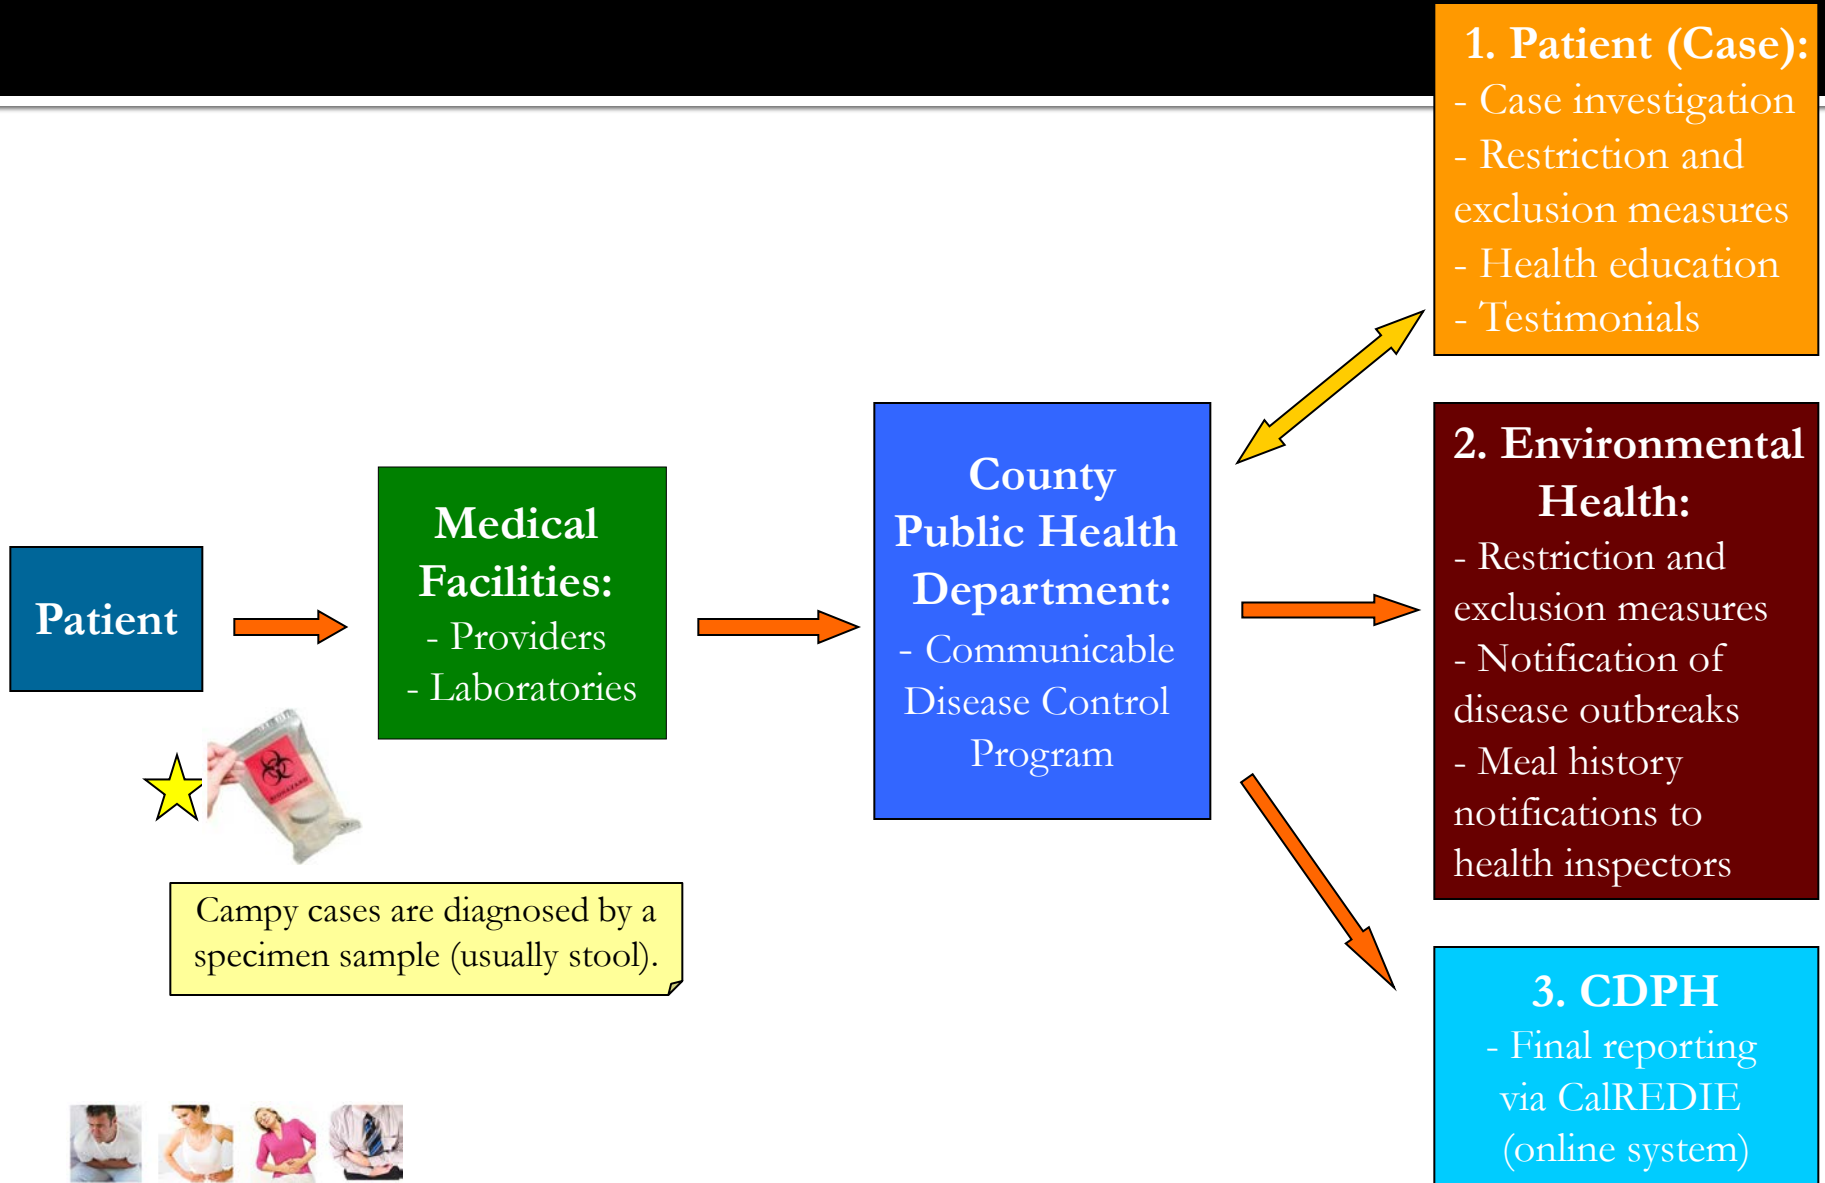 Patient
Medical
Facilities:
- Providers
- Laboratories
Campy cases are diagnosed by a
specimen sample (usually stool).
County
Public Health
Department:
- Communicable
Disease Control
Program
1. Patient (Case):
- Case investigation
- Restriction and
exclusion measures
- Health education
- Testimonials
2. Environmental
Health:
- Restriction and
exclusion measures
- Notification of
disease outbreaks
- Meal history
notifications to
health inspectors
3. CDPH
- Final reporting
via CalREDIE
(online system)